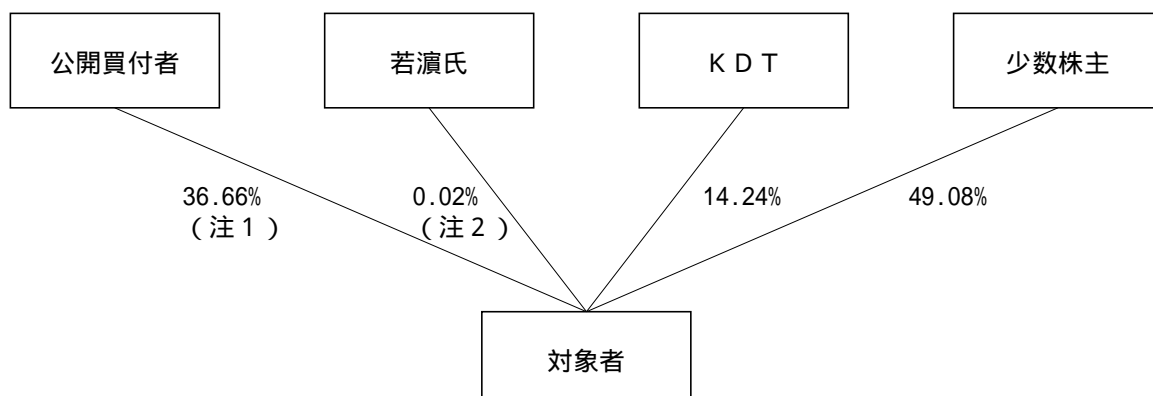 公開買付者
若濵氏
ＫＤＴ
少数株主
36.66%
（注１）
0.02%
（注２）
14.24%
49.08%
対象者